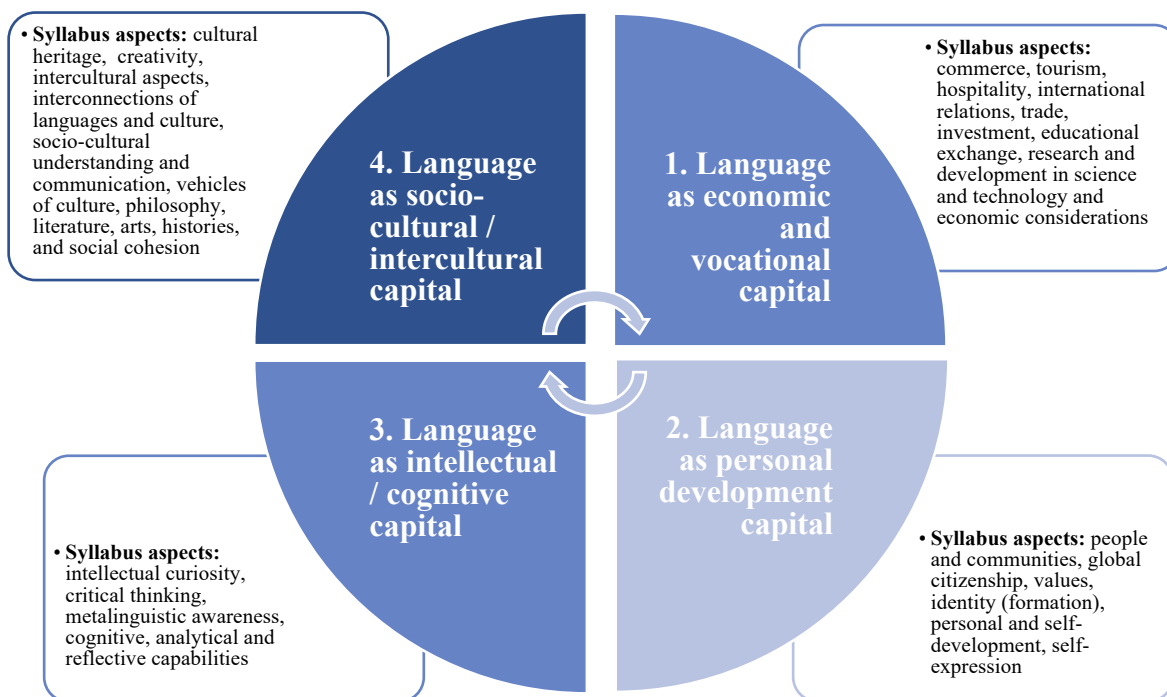 • Syllabus aspects: cultural
heritage, creativity,
intercultural aspects,
interconnections of
languages and culture,
socio-cultural
understanding and
communication, vehicles
of culture, philosophy,
literature, arts, histories,
and social cohesion
4. Language
as socio-
cultural /
intercultural
capital
1. Language
as economic
and
vocational
capital
• Syllabus aspects:
commerce, tourism,
hospitality, international
relations, trade,
investment, educational
exchange, research and
development in science
and technology and
economic considerations
3. Language
as intellectual
/ cognitive
capital
2. Language
as personal
development
capital
• Syllabus aspects:
intellectual curiosity,
critical thinking,
metalinguistic awareness,
cognitive, analytical and
reflective capabilities
• Syllabus aspects: people
and communities, global
citizenship, values,
identity (formation),
personal and self-
development, self-
expression